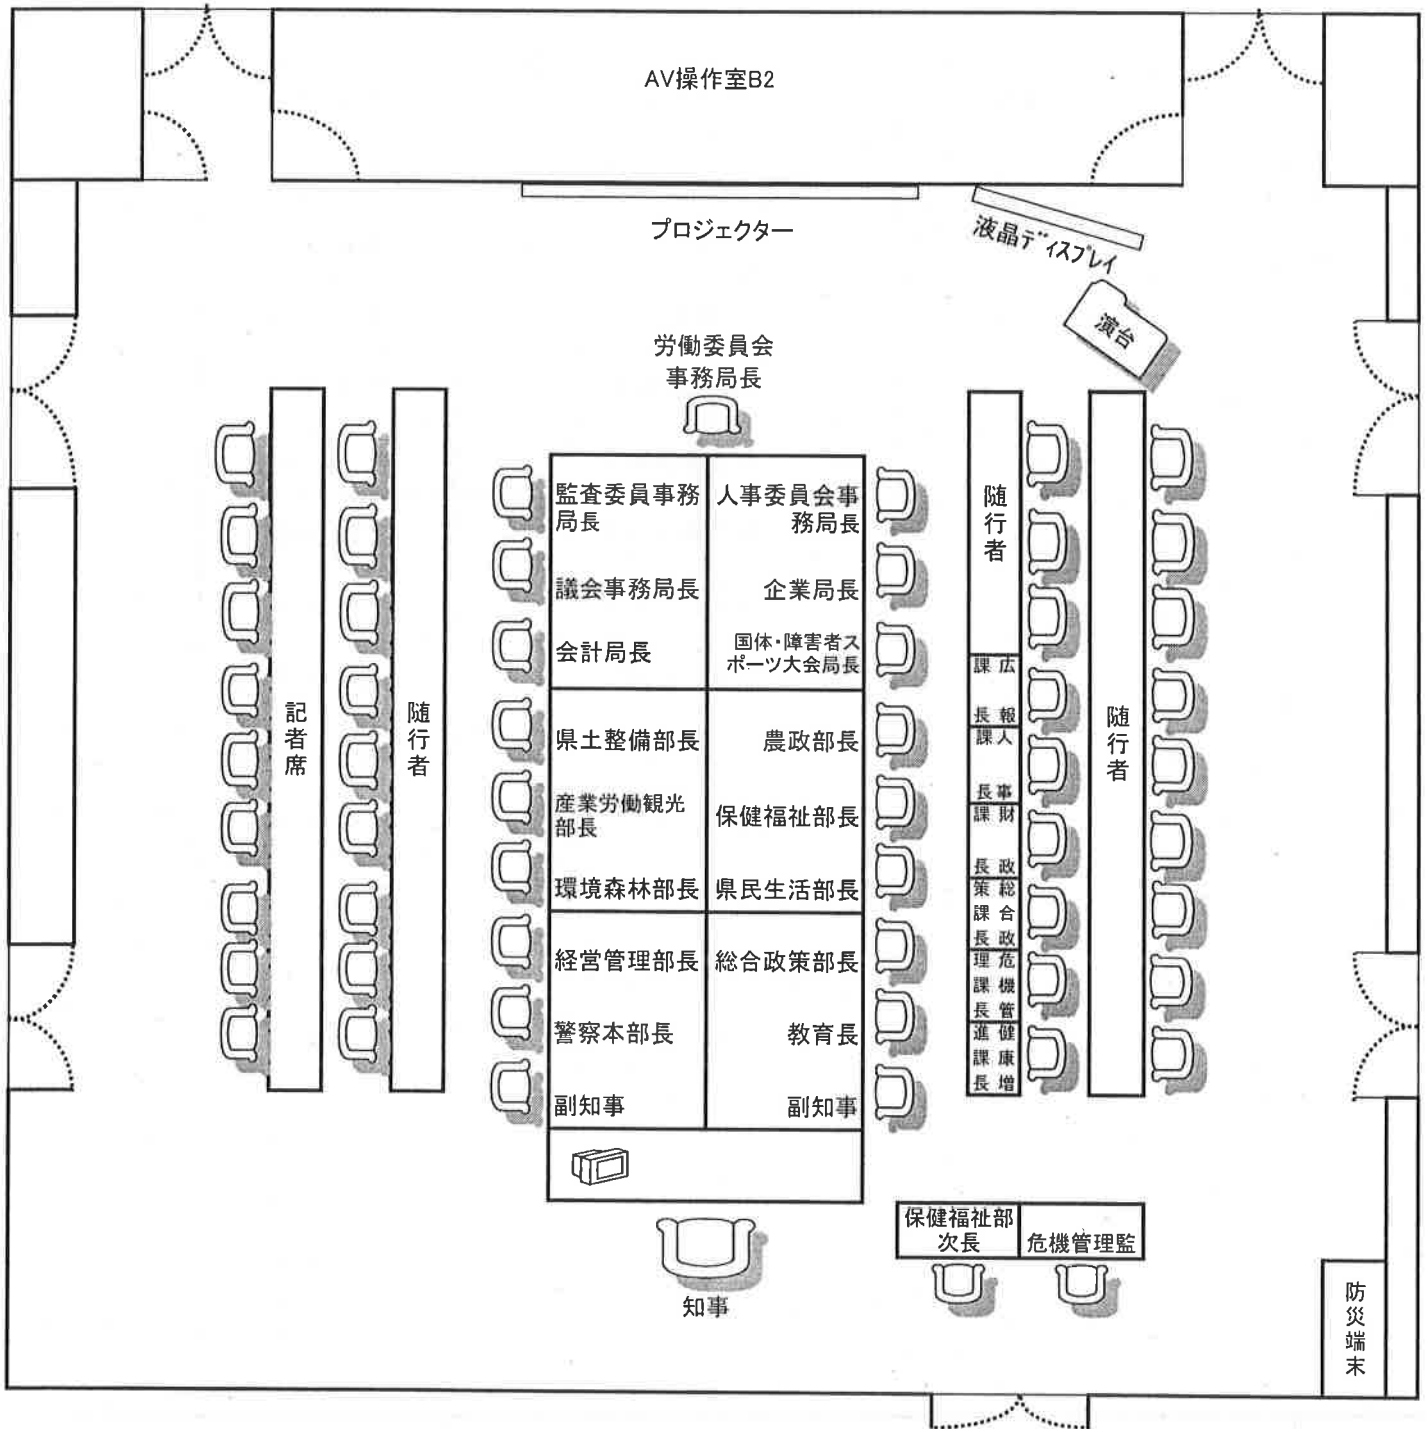 AV操作室B2
プロジェクター
液晶ディスプレイ
演台
労働委員会
事務局長
監査委員事務
局長
人事委員会事
務局長
議会事務局長
企業局長
会計局長
国体・障害者ス
ポーツ大会局長
県土整備部長
農政部長
産業労働観光
部長
保健福祉部長
環境森林部長
県民生活部長
経営管理部長
総合政策部長
警察本部長
教育長
副知事
副知事
記者席
随行者
随行者
広報
課長
人事
課長
財政
課長
総合政
策課長
危機管
理課長
健康増
進課長
随行者
知事
保健福祉部
次長
危機管理監
防災端末